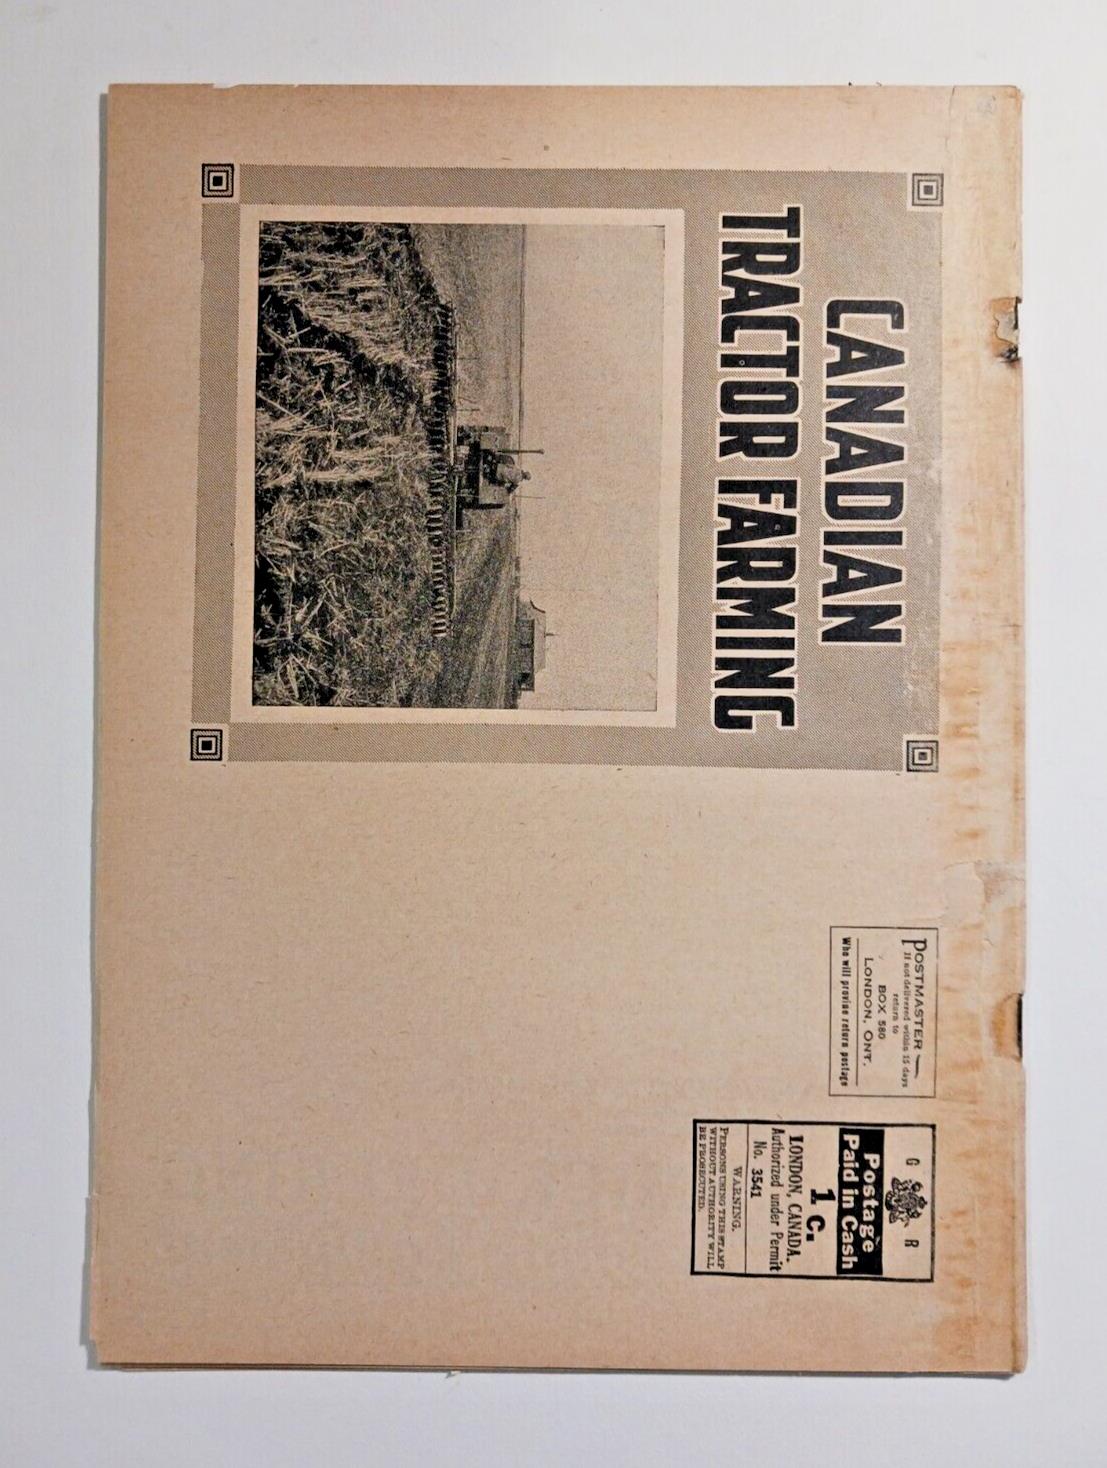 CANADIAN
TRACTOR FARMING
POSTMASTER
If not delivered within 15 days
return to
BOX 580
LONDON, ONT.
Who will provide return postage
G R
Postage
Paid in Cash
1 c.
LONDON, CANADA.
Authorized under Permit
No. 3541
WARNING.
PERSONS USING THIS STAMP
WITHOUT AUTHORITY WILL
BE PROSECUTED.